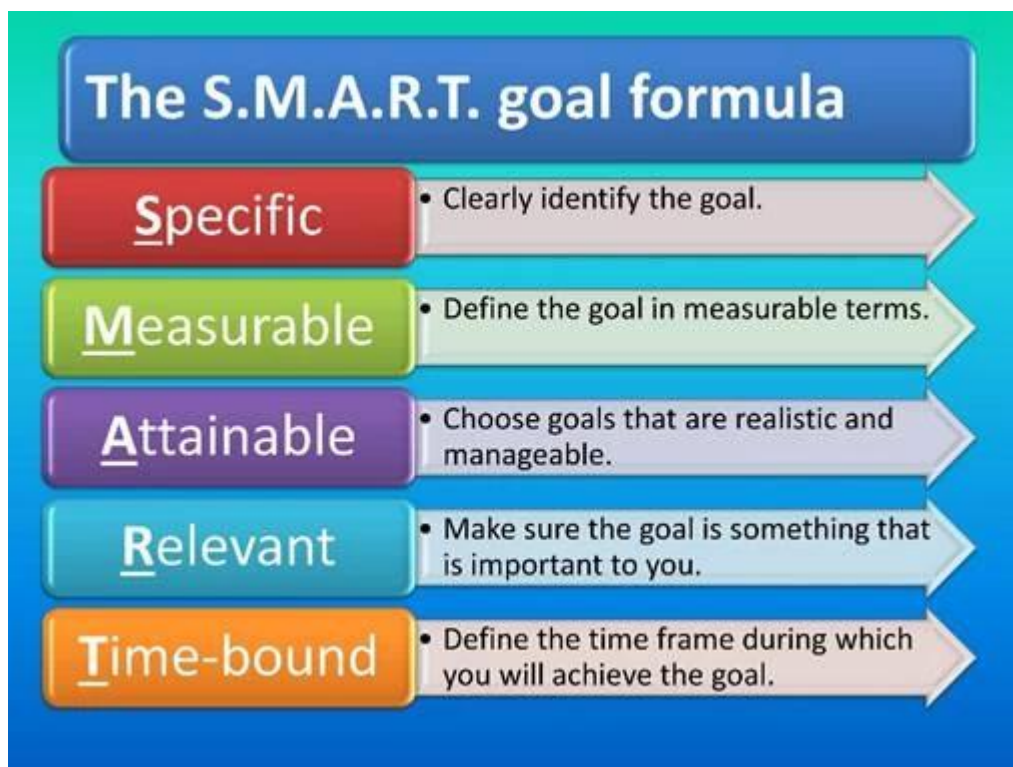 The S.M.A.R.T. goal formula
Specific
• Clearly identify the goal.
Measurable
• Define the goal in measurable terms.
Attainable
• Choose goals that are realistic and
manageable.
Relevant
• Make sure the goal is something that
is important to you.
Time-bound
• Define the time frame during which
you will achieve the goal.